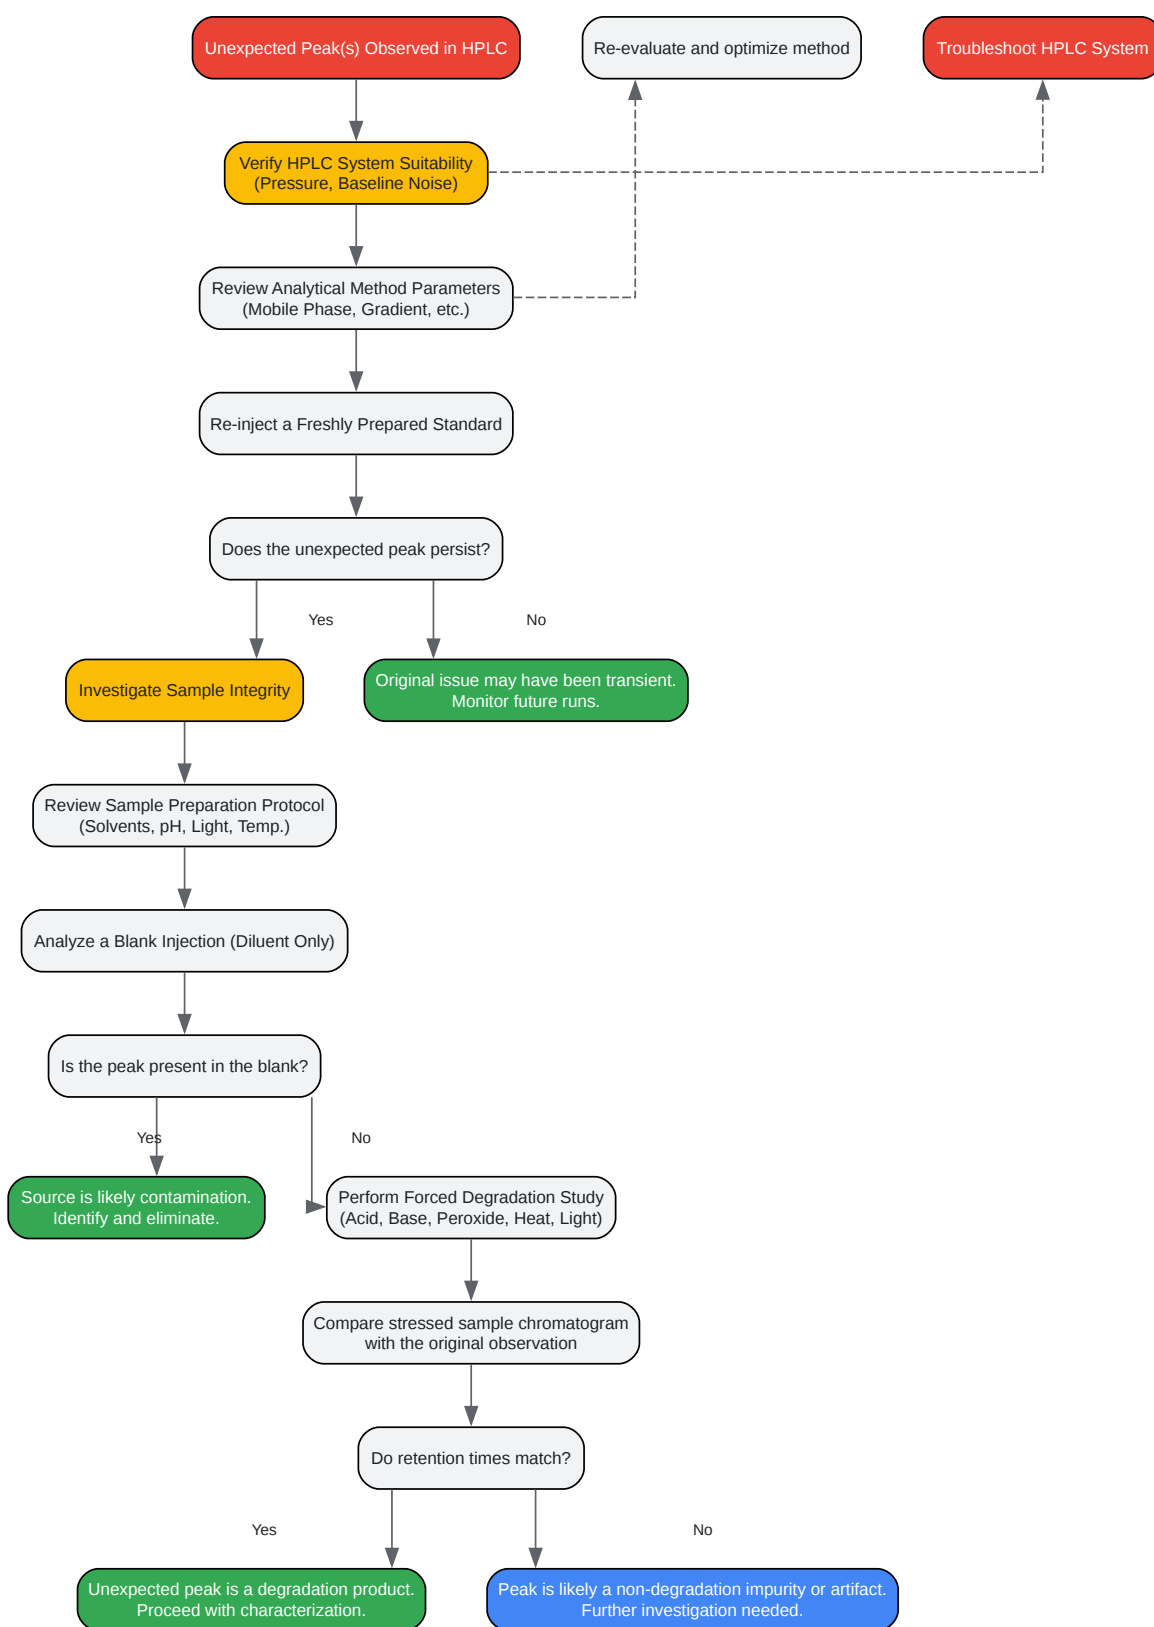 Unexpected Peak(s) Observed in HPLC
Re-evaluate and optimize method
Troubleshoot HPLC System
Verify HPLC System Suitability
(Pressure, Baseline Noise)
Review Analytical Method Parameters
(Mobile Phase, Gradient, etc.)
Re-inject a Freshly Prepared Standard
Does the unexpected peak persist?
Yes
No
Investigate Sample Integrity
Original issue may have been transient.
Monitor future runs.
Review Sample Preparation Protocol
(Solvents, pH, Light, Temp.)
Analyze a Blank Injection (Diluent Only)
Is the peak present in the blank?
Yes
No
Source is likely contamination.
Identify and eliminate.
Perform Forced Degradation Study
(Acid, Base, Peroxide, Heat, Light)
Compare stressed sample chromatogram
with the original observation
Do retention times match?
Yes
No
Unexpected peak is a degradation product.
Proceed with characterization.
Peak is likely a non-degradation impurity or artifact.
Further investigation needed.